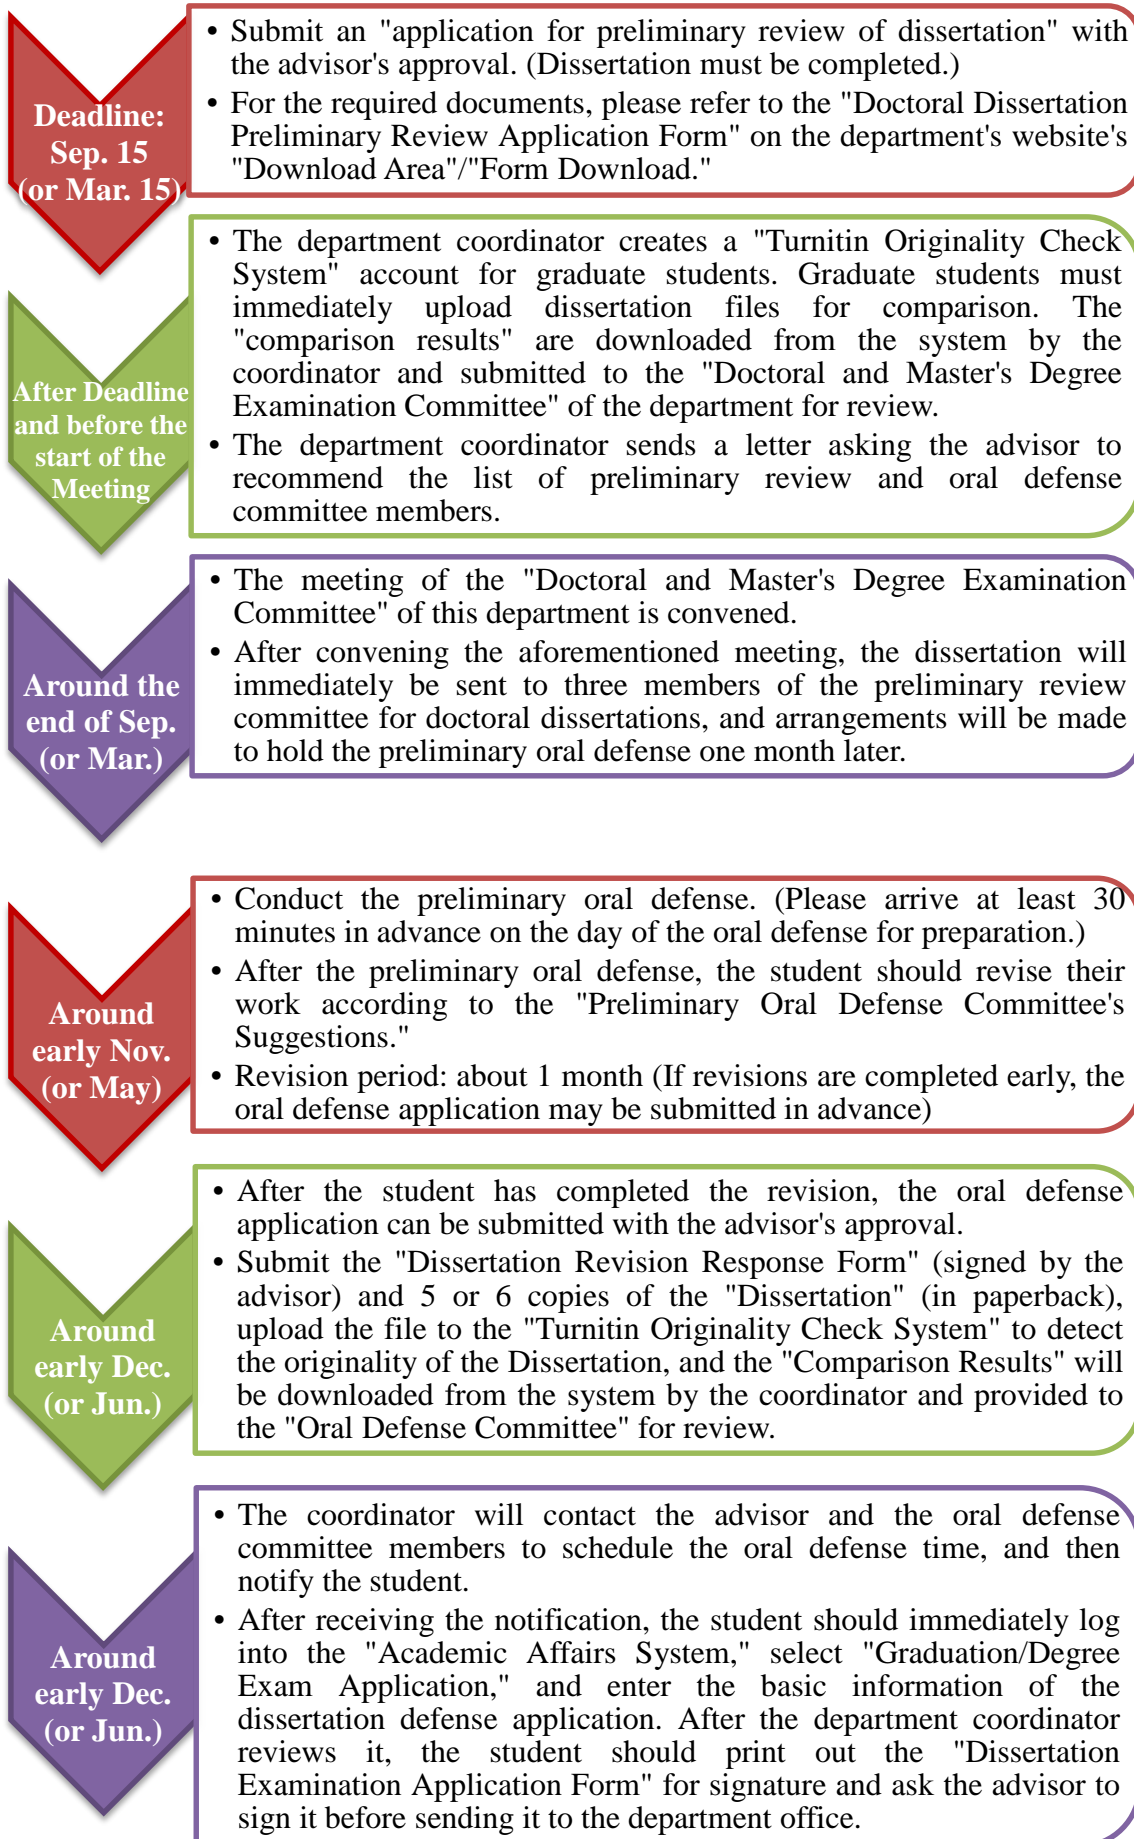 Deadline:
Sep. 15
(or Mar. 15)
• Submit an "application for preliminary review of dissertation" with
the advisor's approval. (Dissertation must be completed.)
• For the required documents, please refer to the "Doctoral Dissertation
Preliminary Review Application Form" on the department's website's
"Download Area"/"Form Download."
After Deadline
and before the
start of the
Meeting
• The department coordinator creates a "Turnitin Originality Check
System" account for graduate students. Graduate students must
immediately upload dissertation files for comparison. The
"comparison results" are downloaded from the system by the
coordinator and submitted to the "Doctoral and Master's Degree
Examination Committee" of the department for review.
• The department coordinator sends a letter asking the advisor to
recommend the list of preliminary review and oral defense
committee members.
Around the
end of Sep.
(or Mar.)
• The meeting of the "Doctoral and Master's Degree Examination
Committee" of this department is convened.
• After convening the aforementioned meeting, the dissertation will
immediately be sent to three members of the preliminary review
committee for doctoral dissertations, and arrangements will be made
to hold the preliminary oral defense one month later.
Around
early Nov.
(or May)
• Conduct the preliminary oral defense. (Please arrive at least 30
minutes in advance on the day of the oral defense for preparation.)
• After the preliminary oral defense, the student should revise their
work according to the "Preliminary Oral Defense Committee's
Suggestions."
• Revision period: about 1 month (If revisions are completed early, the
oral defense application may be submitted in advance)
Around
early Dec.
(or Jun.)
• After the student has completed the revision, the oral defense
application can be submitted with the advisor's approval.
• Submit the "Dissertation Revision Response Form" (signed by the
advisor) and 5 or 6 copies of the "Dissertation" (in paperback),
upload the file to the "Turnitin Originality Check System" to detect
the originality of the Dissertation, and the "Comparison Results" will
be downloaded from the system by the coordinator and provided to
the "Oral Defense Committee" for review.
Around
early Dec.
(or Jun.)
• The coordinator will contact the advisor and the oral defense
committee members to schedule the oral defense time, and then
notify the student.
• After receiving the notification, the student should immediately log
into the "Academic Affairs System," select "Graduation/Degree
Exam Application," and enter the basic information of the
dissertation defense application. After the department coordinator
reviews it, the student should print out the "Dissertation
Examination Application Form" for signature and ask the advisor to
sign it before sending it to the department office.